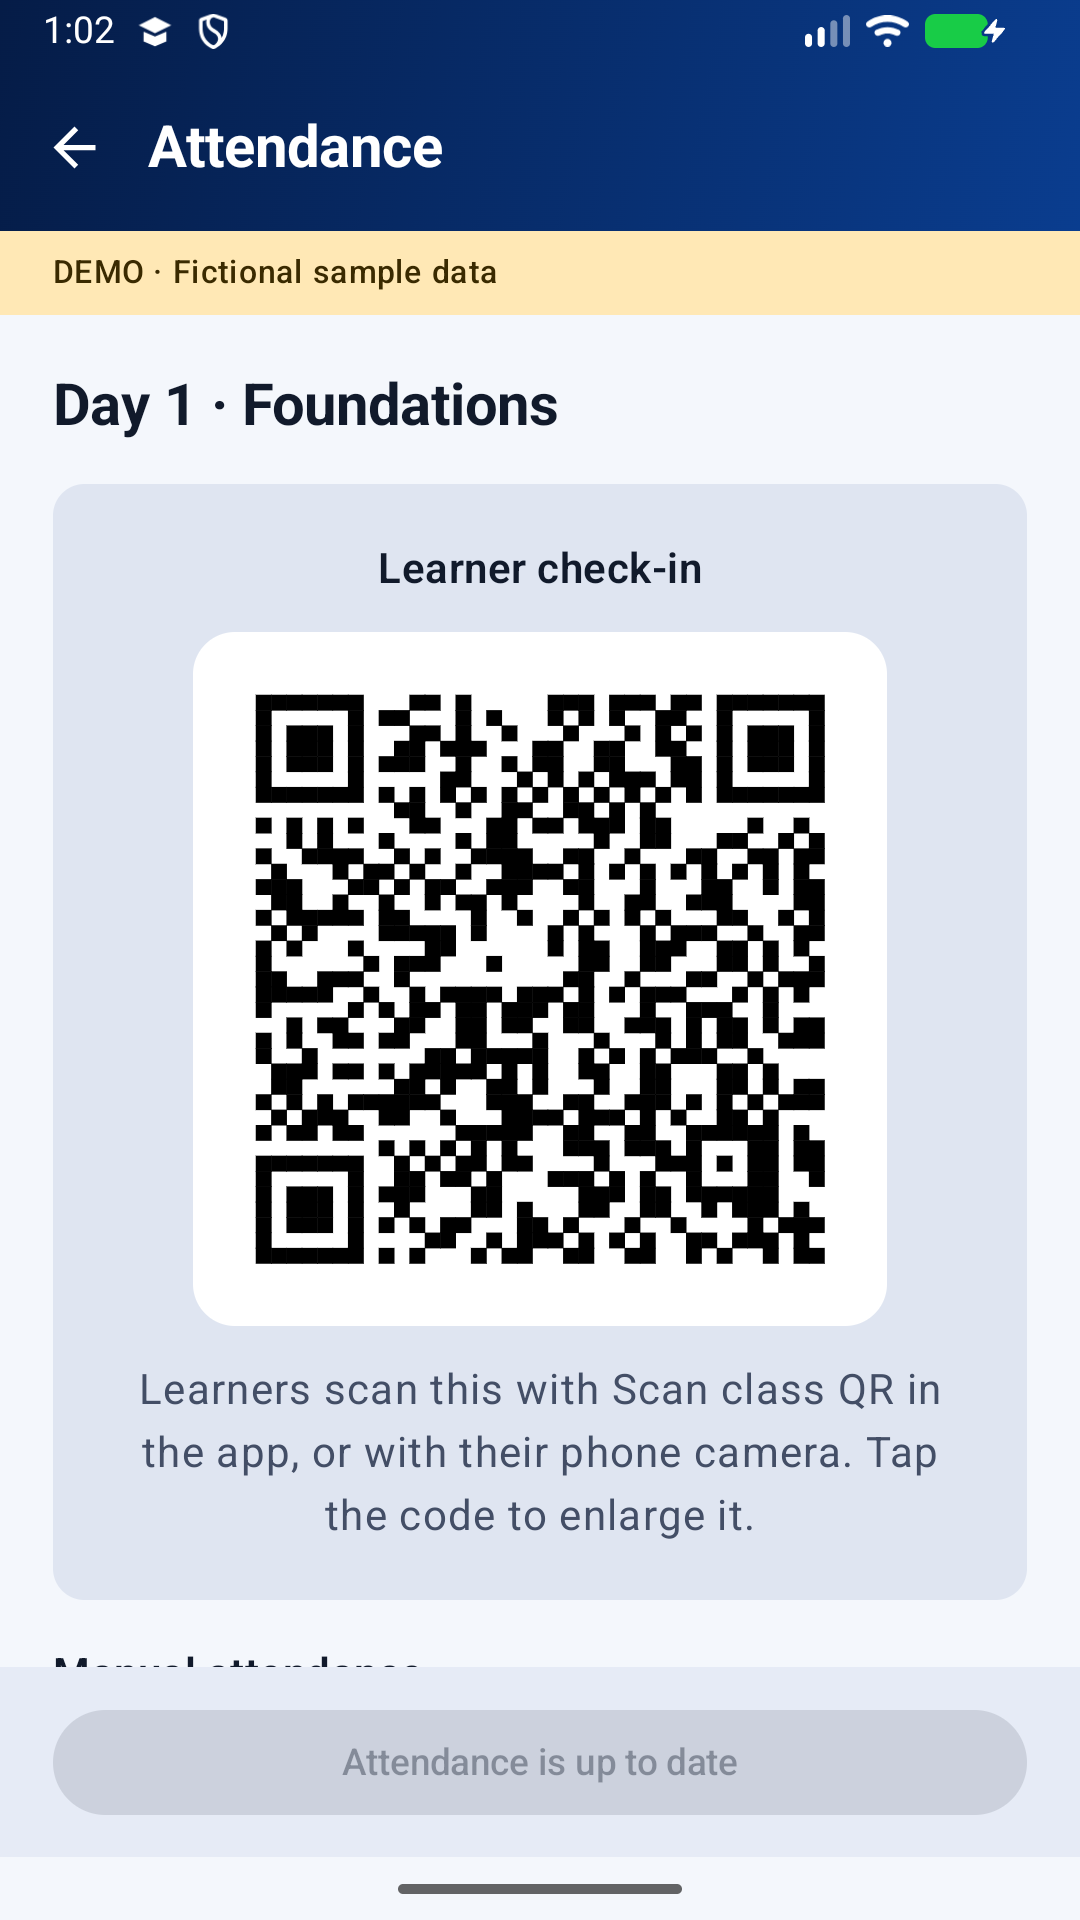 1:02
Attendance
DEMO · Fictional sample data
Day 1 · Foundations
Learner check-in
Learners scan this with Scan class QR in
the app, or with their phone camera. Tap
the code to enlarge it.
Manual attendance
Attendance is up to date